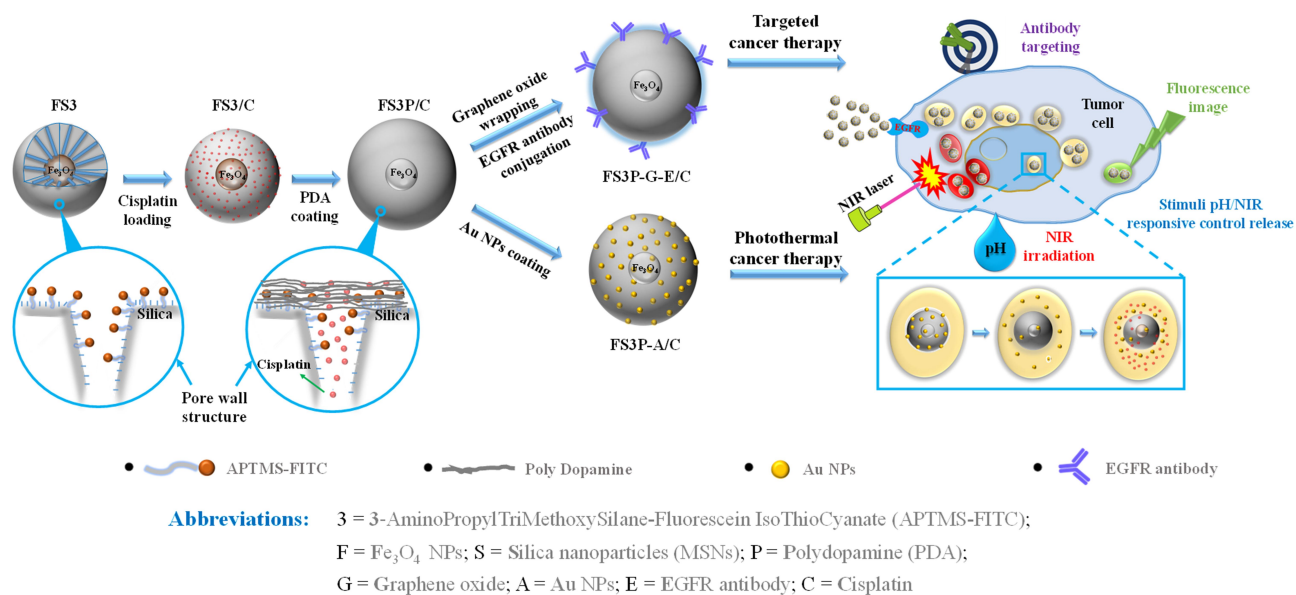 FS3
Fe3O4
Cisplatin
loading
FS3/C
Fe3O4
PDA
coating
FS3P/C
Fe3O4
Silica
Pore wall
structure
Silica
Cisplatin
Graphene oxide
wrapping
EGFR antibody
conjugation
Au NPs coating
Fe3O4
FS3P-G-E/C
Fe3O4
FS3P-A/C
Targeted
cancer therapy
Photothermal
cancer therapy
Antibody
targeting
Fluorescence
image
Tumor
cell
EGFR
NIR laser
pH
NIR
irradiation
Stimuli pH/NIR
responsive control release
APTMS-FITC
Poly Dopamine
Au NPs
EGFR antibody
Abbreviations: 3 = 3-AminoPropylTriMethoxySilane-Fluorescein IsoThioCyanate (APTMS-FITC);
F = Fe3O4 NPs; S = Silica nanoparticles (MSNs); P = Polydopamine (PDA);
G = Graphene oxide; A = Au NPs; E = EGFR antibody; C = Cisplatin